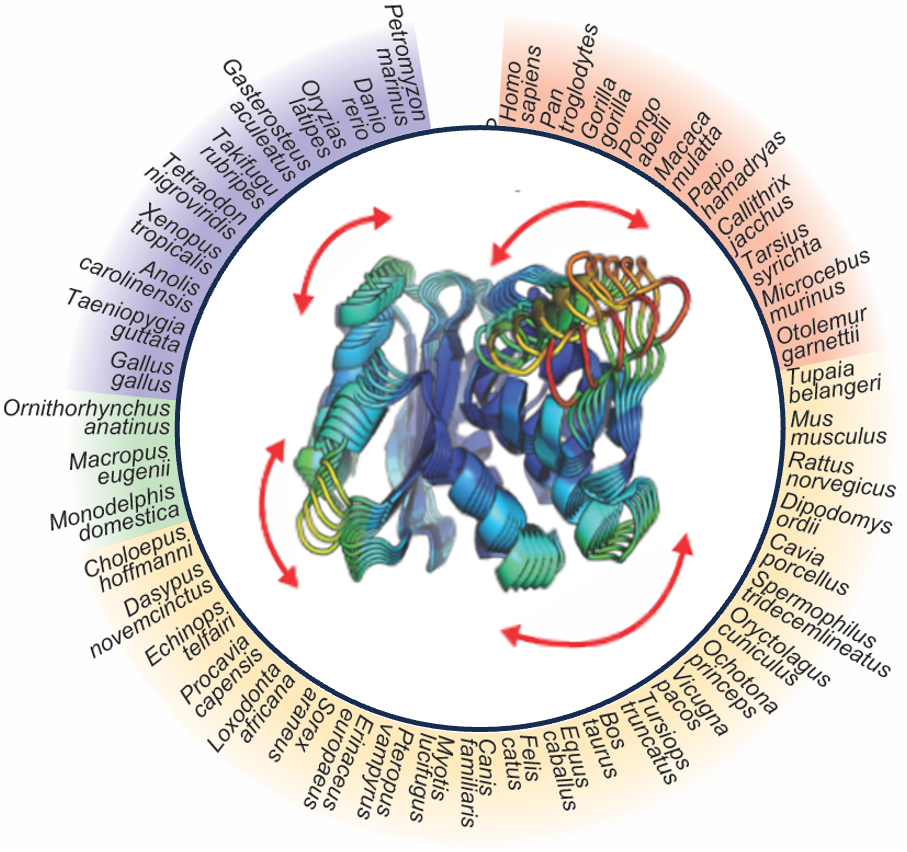 Homo
sapiens
Pan
troglodytes
Gorilla
gorilla
Pongo
abelii
Macaca
mulatta
Papio
hamadryas
Callithrix
jacchus
Tarsius
syrichta
Microcebus
murinus
Otolemur
garnettii
Tupaia
belangeri
Mus
musculus
Rattus
norvegicus
Dipodomys
ordii
Cavia
porcellus
Spermophilus
tridecemlineatus
Oryctolagus
cuniculus
Ochotona
princeps
Vicugna
pacos
Tursiops
truncatus
Bos
taurus
Equus
caballus
Felis
catus
Canis
familiaris
Myotis
lucifugus
Pteropus
vampyrus
Erinaceus
europaeus
Sorex
araneus
Loxodonta
africana
Procavia
capensis
Echinops
telfairi
Dasypus
novemcinctus
Choloepus
hoffmanni
Monodelphis
domestica
Macropus
eugenii
Ornithorhynchus
anatinus
Gallus
gallus
Taeniopygia
guttata
Anolis
carolinensis
Xenopus
tropicalis
Tetraodon
nigroviridis
Takifugu
rubripes
Gasterosteus
aculeatus
Oryzias
latipes
Danio
rerio
Petromyzon
marinus